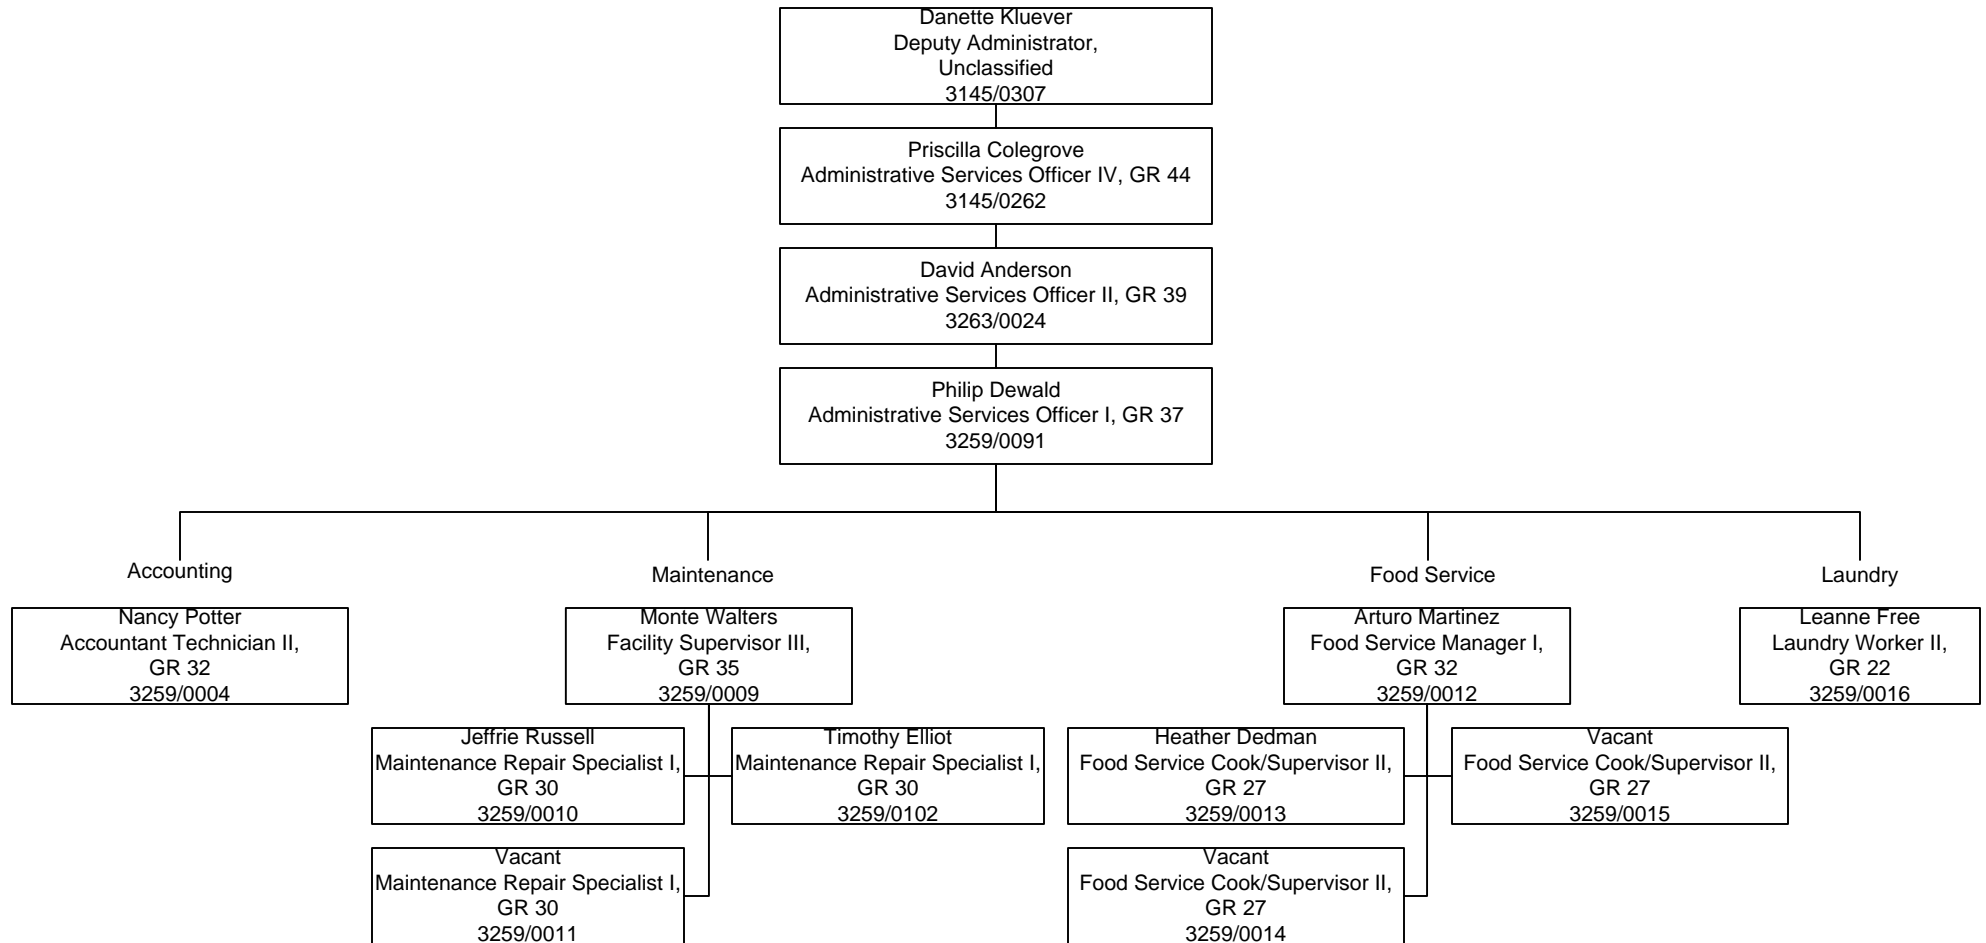 Danette Kluever
Deputy Administrator,
Unclassified
3145/0307
Priscilla Colegrove
Administrative Services Officer IV, GR 44
3145/0262
David Anderson
Administrative Services Officer II, GR 39
3263/0024
Philip Dewald
Administrative Services Officer I, GR 37
3259/0091
Accounting
Nancy Potter
Accountant Technician II,
GR 32
3259/0004
Maintenance
Monte Walters
Facility Supervisor III,
GR 35
3259/0009
Jeffrie Russell
Maintenance Repair Specialist I,
GR 30
3259/0010
Timothy Elliot
Maintenance Repair Specialist I,
GR 30
3259/0102
Vacant
Maintenance Repair Specialist I,
GR 30
3259/0011
Food Service
Arturo Martinez
Food Service Manager I,
GR 32
3259/0012
Heather Dedman
Food Service Cook/Supervisor II,
GR 27
3259/0013
Vacant
Food Service Cook/Supervisor II,
GR 27
3259/0015
Vacant
Food Service Cook/Supervisor II,
GR 27
3259/0014
Laundry
Leanne Free
Laundry Worker II,
GR 22
3259/0016